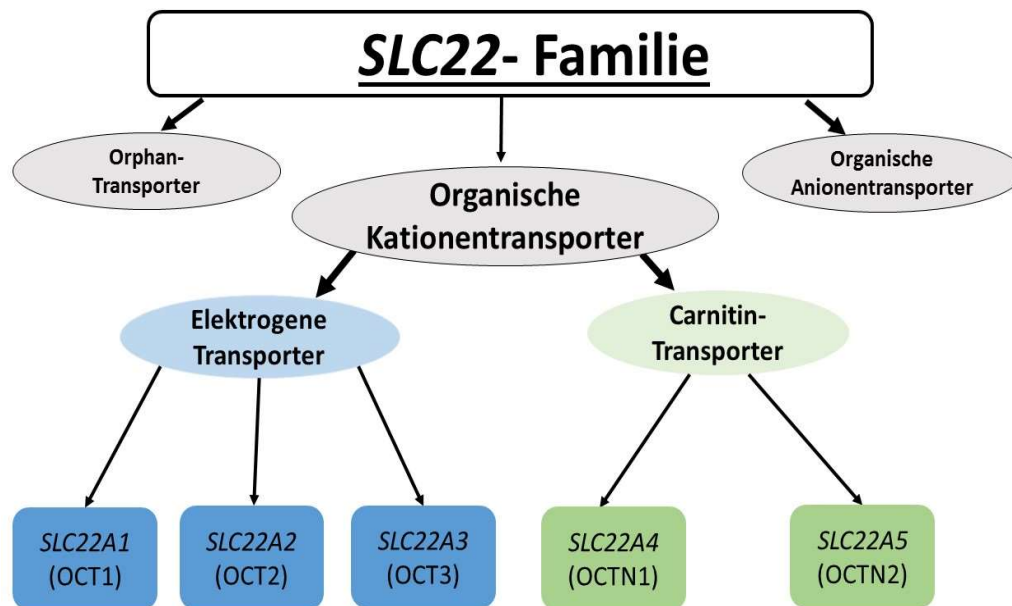 SLC22- Familie
Orphan-
Transporter
Organische
Kationentransporter
Organische
Anionentransporter
Elektrogene
Transporter
Carnitin-
Transporter
SLC22A1
(OCT1)
SLC22A2
(OCT2)
SLC22A3
(OCT3)
SLC22A4
(OCTN1)
SLC22A5
(OCTN2)